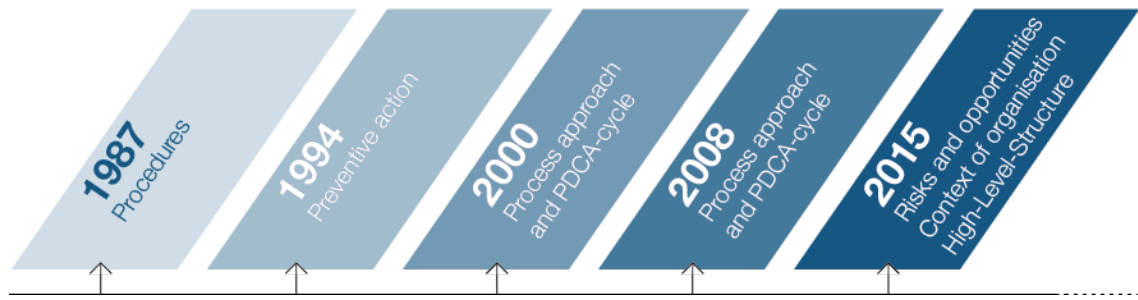 1987
Procedures
1994
Preventive action
2000
Process approach
and PDCA-cycle
2008
Process approach
and PDCA-cycle
2015
Risks and opportunities
Context of organisation
High-Level-Structure